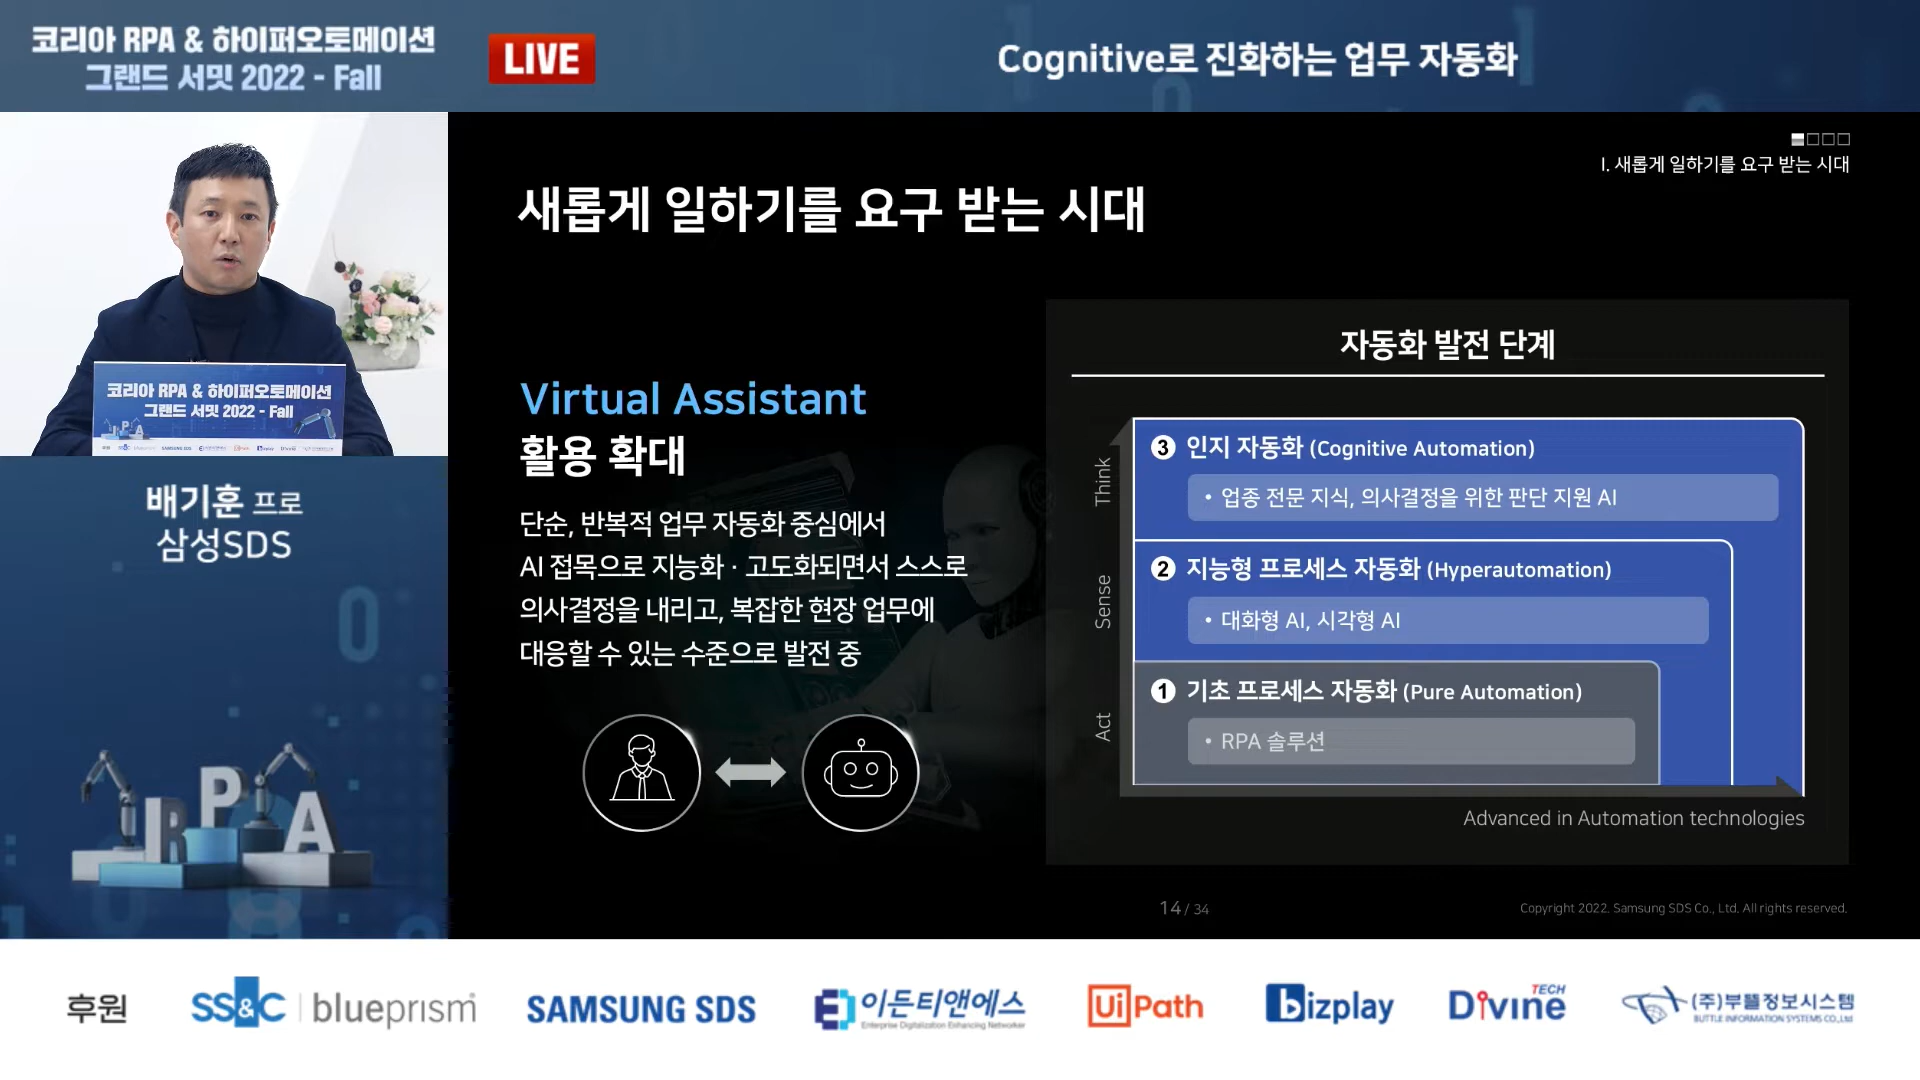 코리아 RPA & 하이퍼오토메이션
그랜드 서밋 2022 - Fall
LIVE
Cognitive로 진화하는 업무 자동화
I. 새롭게 일하기를 요구 받는 시대
새롭게 일하기를 요구 받는 시대
코리아 RPA & 하이퍼오토메이션
그랜드 서밋 2022 - Fall
배기훈 프로
삼성SDS
RPA
Virtual Assistant
활용 확대
단순, 반복적 업무 자동화 중심에서
AI 접목으로 지능화 · 고도화되면서 스스로
의사결정을 내리고, 복잡한 현장 업무에
대응할 수 있는 수준으로 발전 중
자동화 발전 단계
Think
3 인지 자동화 (Cognitive Automation)
• 업종 전문 지식, 의사결정을 위한 판단 지원 AI
Sense
2 지능형 프로세스 자동화 (Hyperautomation)
• 대화형 AI, 시각형 AI
Act
1 기초 프로세스 자동화 (Pure Automation)
• RPA 솔루션
Advanced in Automation technologies
14 / 34
Copyright 2022. Samsung SDS Co., Ltd. All rights reserved.
후원
SS&C | blueprism
SAMSUNG SDS
이든티앤에스
Enterprise Digitalization Enhancing Networker
UiPath
bizplay
Divine TECH
(주)부뜰정보시스템
BUTTLE INFORMATION SYSTEMS CO.,Ltd